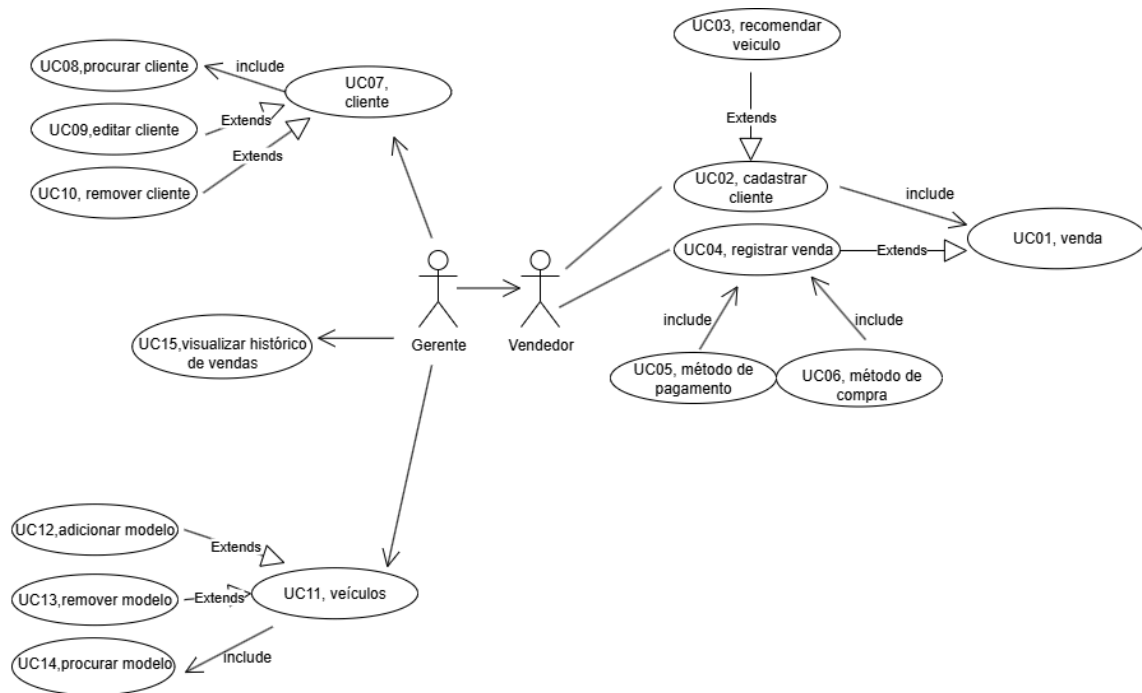 UC03, recomendar
veiculo
UC08,procurar cliente
include
UC07,
cliente
UC09,editar cliente
Extends
Extends
UC10, remover cliente
Extends
UC02, cadastrar
cliente
include
UC04, registrar venda
Extends
UC01, venda
include
include
UC15,visualizar histórico
de vendas
Gerente
Vendedor
UC05, método de
pagamento
UC06, método de
compra
UC12,adicionar modelo
Extends
UC13,remover modelo
Extends
UC11, veículos
UC14,procurar modelo
include